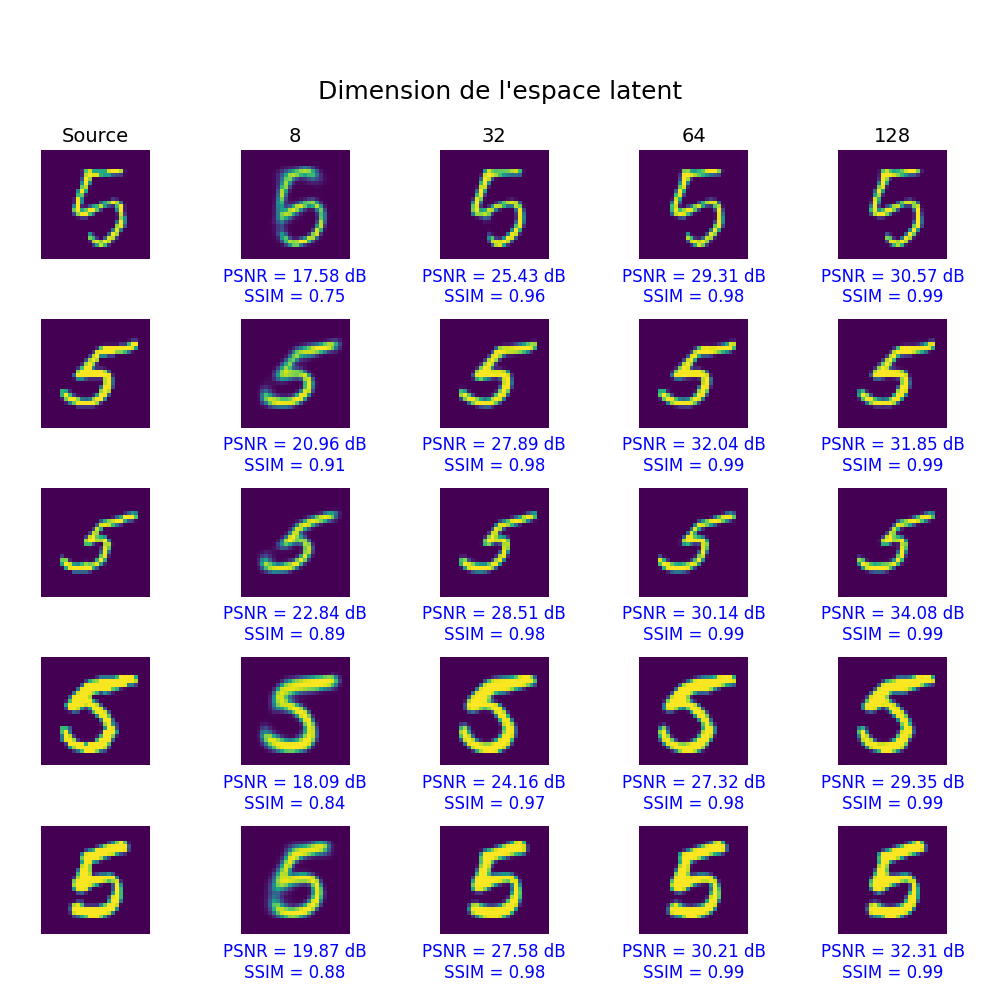 Dimension de l'espace latent
Source 8 32 64 128
PSNR = 17.58 dB PSNR = 25.43 dB PSNR = 29.31 dB PSNR = 30.57 dB
SSIM = 0.75 SSIM = 0.96 SSIM = 0.98 SSIM = 0.99
PSNR = 20.96 dB PSNR = 27.89 dB PSNR = 32.04 dB PSNR = 31.85 dB
SSIM = 0.91 SSIM = 0.98 SSIM = 0.99 SSIM = 0.99
PSNR = 22.84 dB PSNR = 28.51 dB PSNR = 30.14 dB PSNR = 34.08 dB
SSIM = 0.89 SSIM = 0.98 SSIM = 0.99 SSIM = 0.99
PSNR = 18.09 dB PSNR = 24.16 dB PSNR = 27.32 dB PSNR = 29.35 dB
SSIM = 0.84 SSIM = 0.97 SSIM = 0.98 SSIM = 0.99
PSNR = 19.87 dB PSNR = 27.58 dB PSNR = 30.21 dB PSNR = 32.31 dB
SSIM = 0.88 SSIM = 0.98 SSIM = 0.99 SSIM = 0.99